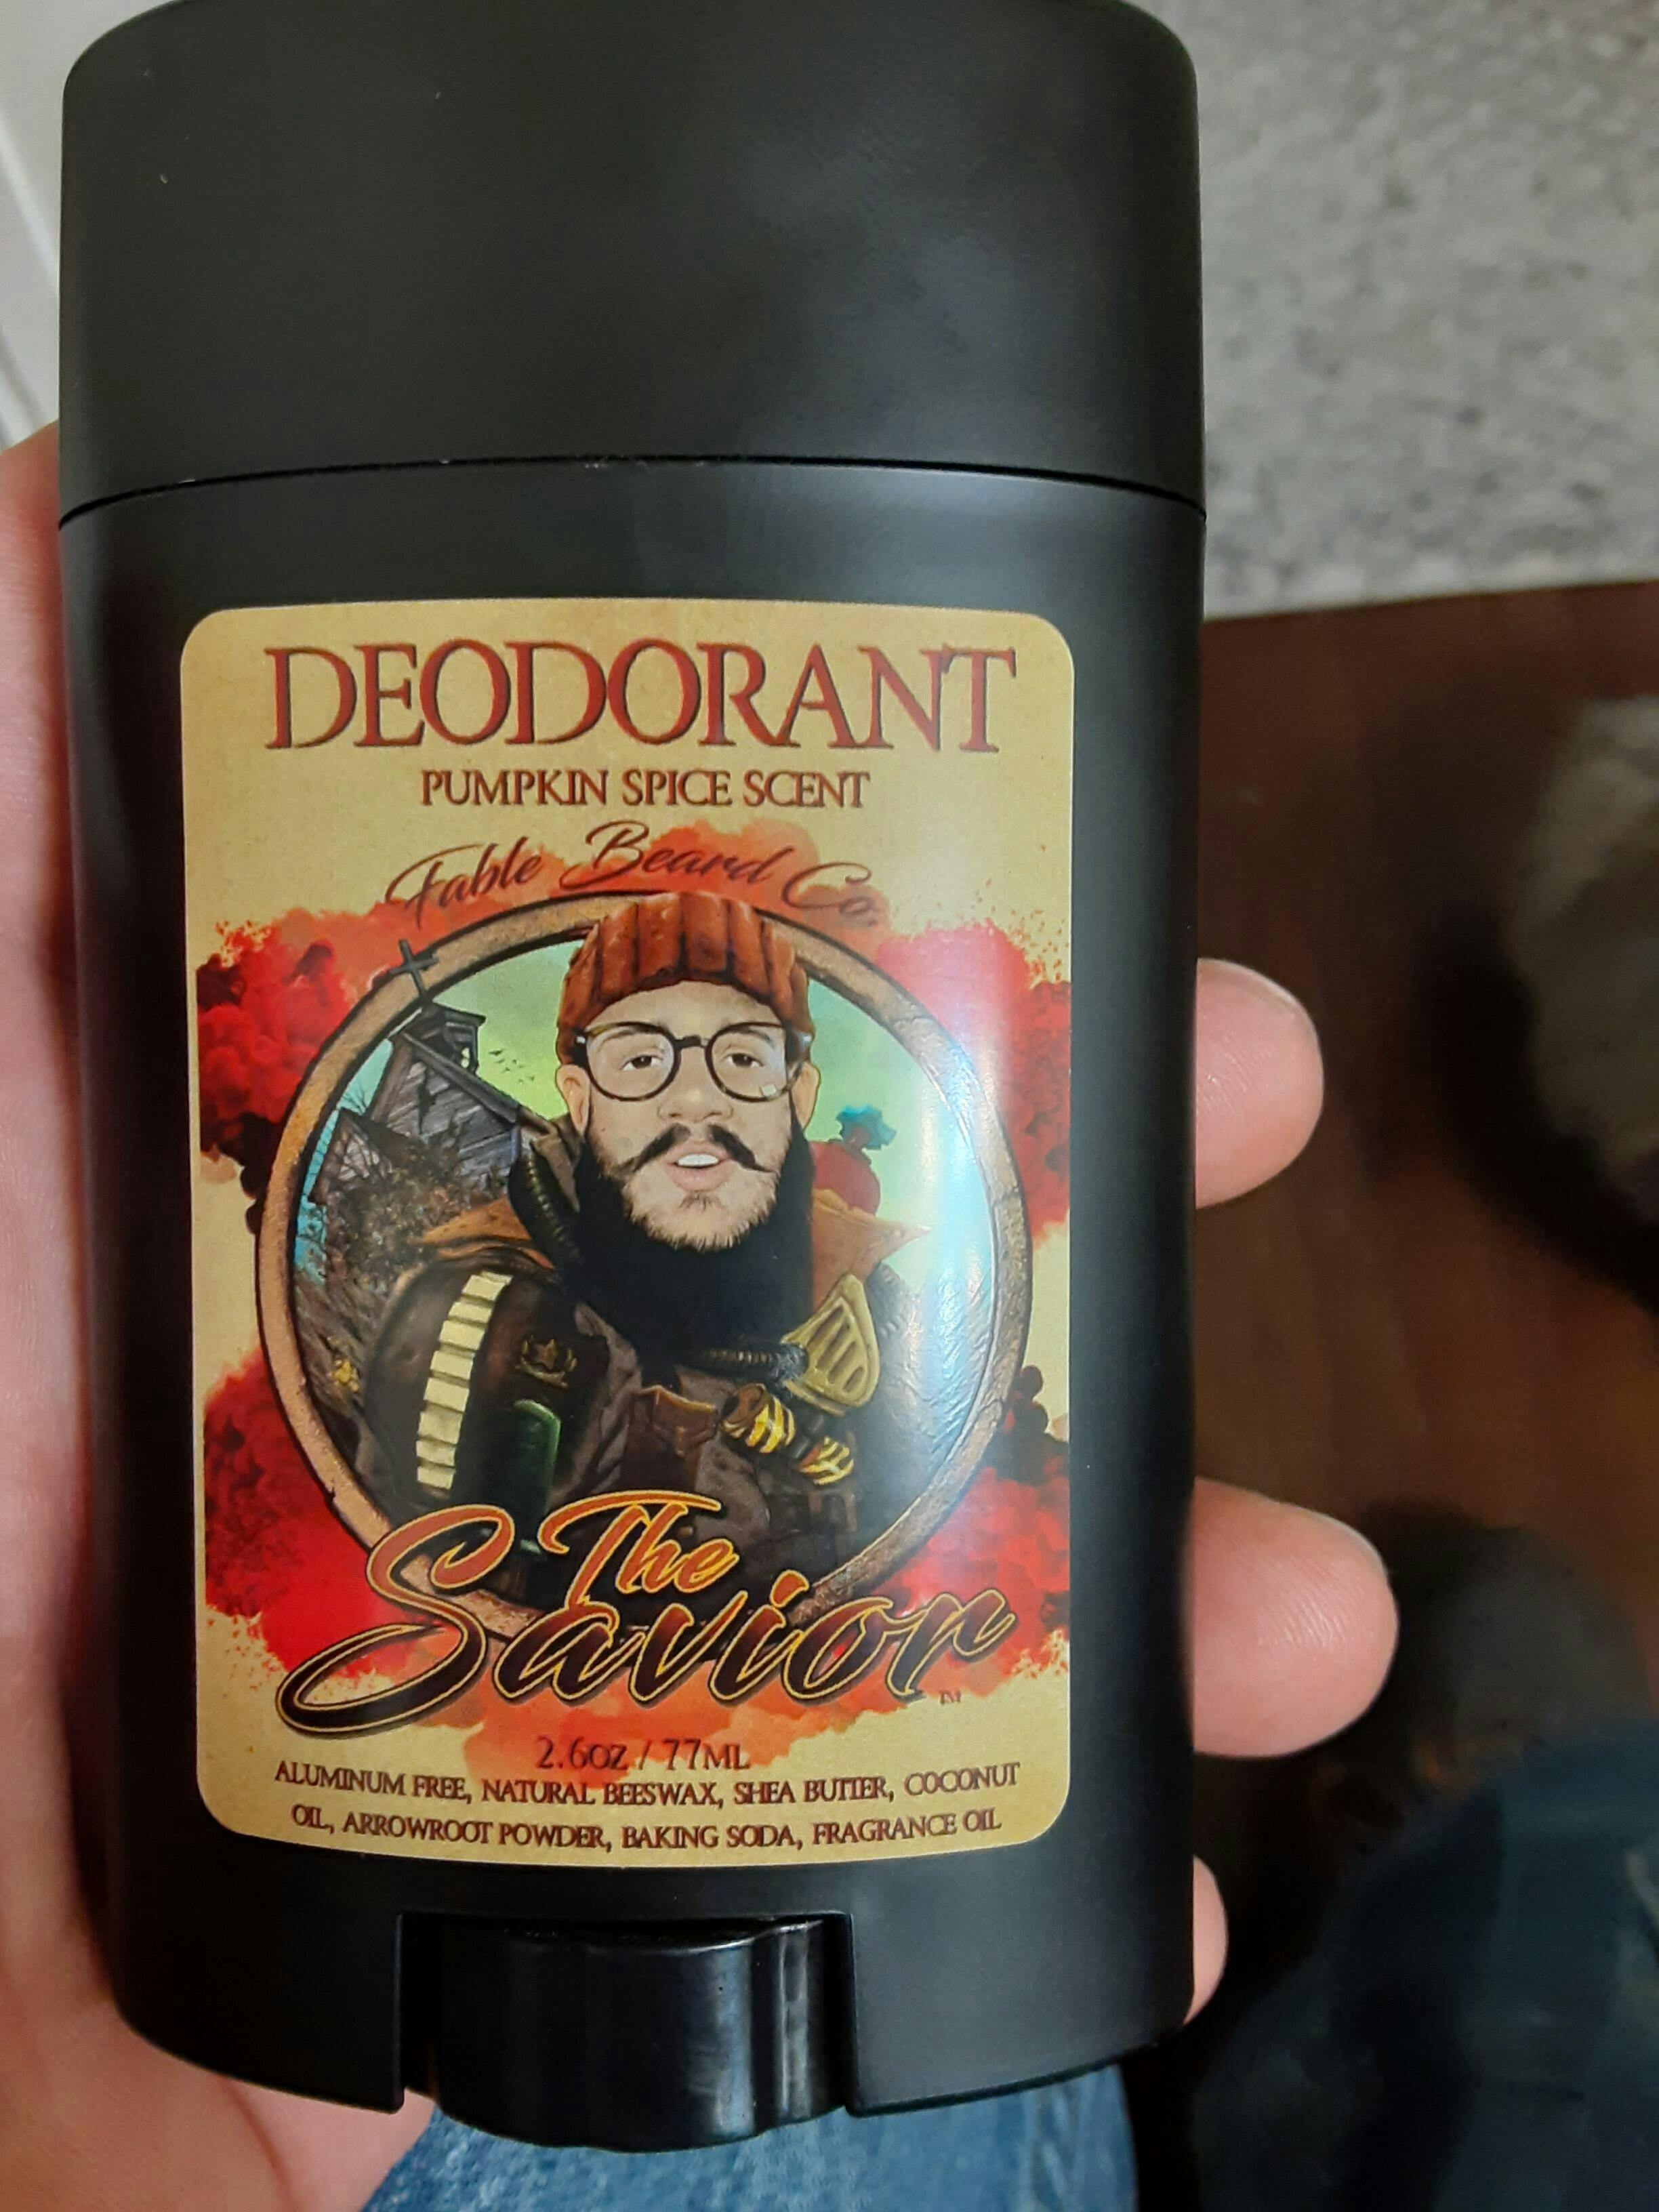 DEODORANT
PUMPKIN SPICE SCENT
Fable Beard Co.
The
Savior
TM
2.6OZ / 77ML
ALUMINUM FREE, NATURAL BEESWAX, SHEA BUTTER, COCONUT
OIL, ARROWROOT POWDER, BAKING SODA, FRAGRANCE OIL